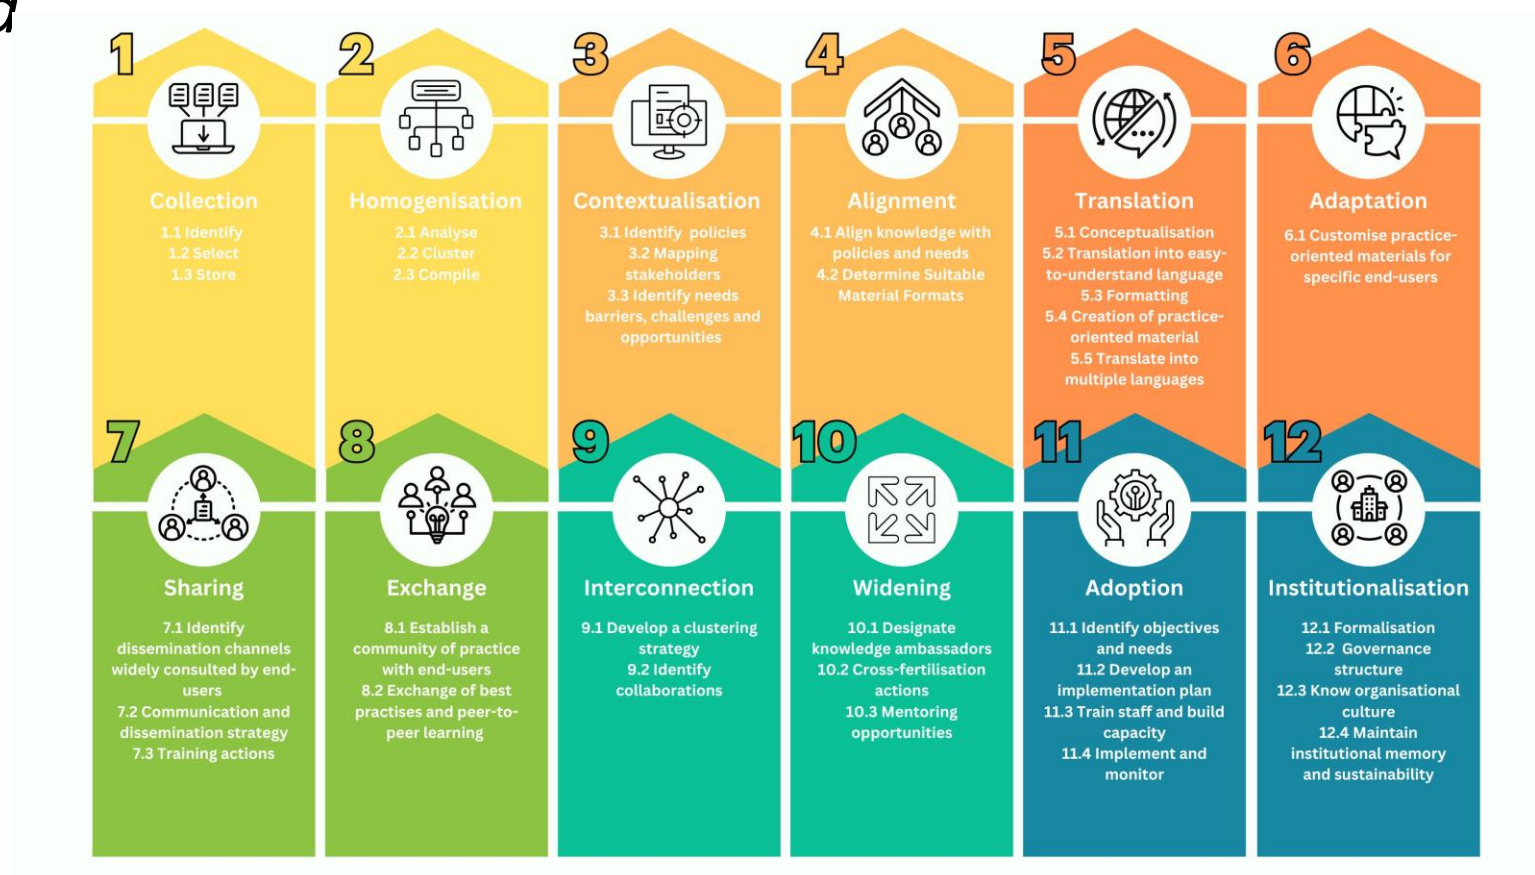 1
Collection
1.1 Identify
1.2 Select
1.3 Store
2
Homogenisation
2.1 Analyse
2.2 Cluster
2.3 Compile
3
Contextualisation
3.1 Identify policies
3.2 Mapping
stakeholders
3.3 Identify needs
barriers, challenges and
opportunities
4
Alignment
4.1 Align knowledge with
policies and needs
4.2 Determine Suitable
Material Formats
5
Translation
5.1 Conceptualisation
5.2 Translation into easy-
to-understand language
5.3 Formatting
5.4 Creation of practice-
oriented material
5.5 Translate into
multiple languages
6
Adaptation
6.1 Customise practice-
oriented materials for
specific end-users
7
Sharing
7.1 Identify
dissemination channels
widely consulted by end-
users
7.2 Communication and
dissemination strategy
7.3 Training actions
8
Exchange
8.1 Establish a
community of practice
with end-users
8.2 Exchange of best
practises and peer-to-
peer learning
9
Interconnection
9.1 Develop a clustering
strategy
9.2 Identify
collaborations
10
Widening
10.1 Designate
knowledge ambassadors
10.2 Cross-fertilisation
actions
10.3 Mentoring
opportunities
11
Adoption
11.1 Identify objectives
and needs
11.2 Develop an
implementation plan
11.3 Train staff and build
capacity
11.4 Implement and
monitor
12
Institutionalisation
12.1 Formalisation
12.2 Governance
structure
12.3 Know organisational
culture
12.4 Maintain
institutional memory
and sustainability